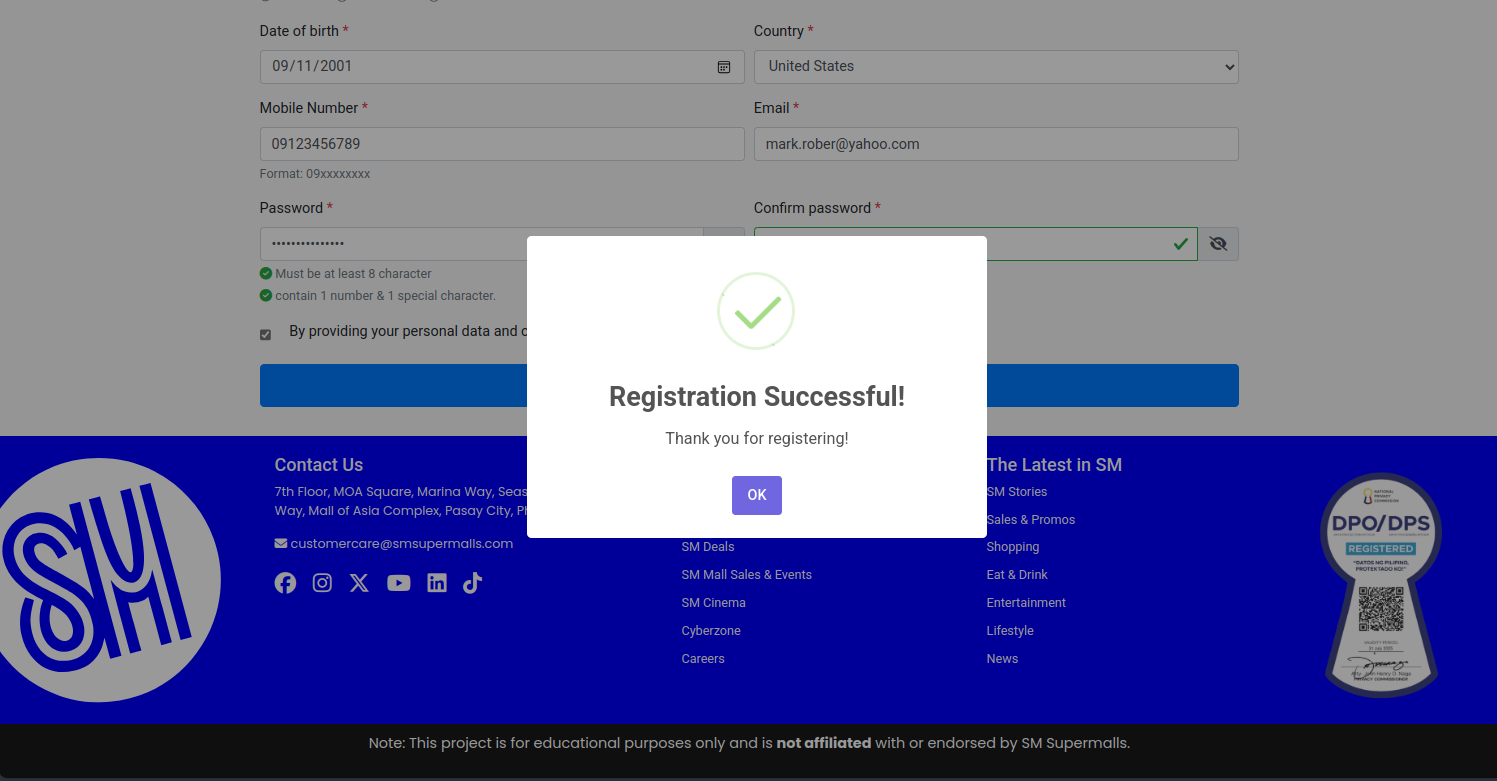 Date of birth *
Country *
09/11/2001
United States
Mobile Number *
Email *
09123456789
mark.rober@yahoo.com
Format: 09xxxxxxxx
Password *
Confirm password *
•••••••••••••••
Must be at least 8 character
contain 1 number & 1 special character.
By providing your personal data and
Registration Successful!
Thank you for registering!
OK
SM
Contact Us
7th Floor, MOA Square, Marina Way,
Way, Mall of Asia Complex, Pasay City,
customercare@smsupermalls.com
SM Deals
SM Mall Sales & Events
SM Cinema
Cyberzone
Careers
The Latest in SM
SM Stories
Sales & Promos
Shopping
Eat & Drink
Entertainment
Lifestyle
News
NATIONAL
PRIVACY
COMMISSION
DPO/DPS
REGISTERED
"DATOS NG PILIPINO,
PROTEKTADO KO!"
VALIDITY PERIOD:
PRIVACY COMMISSIONER
Note: This project is for educational purposes only and is not affiliated with or endorsed by SM Supermalls.